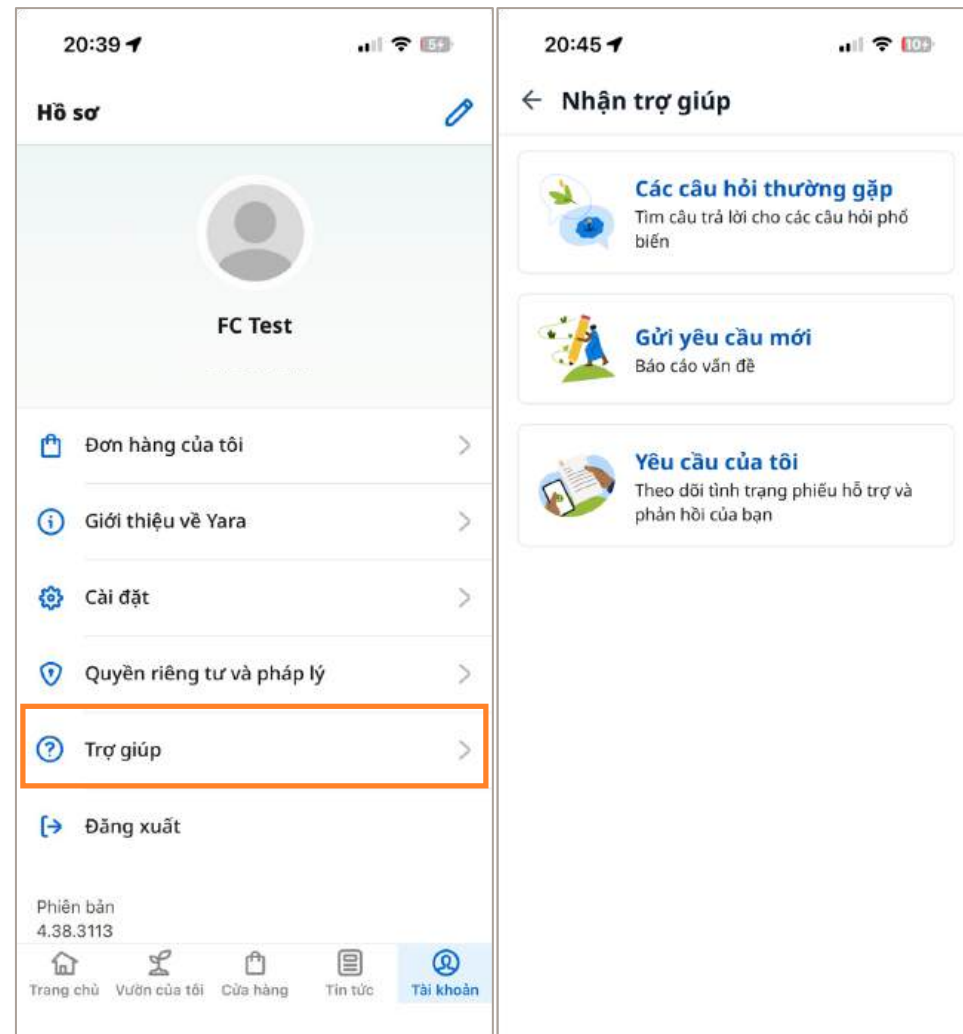 20:39
5+
Hồ sơ
FC Test
Đơn hàng của tôi
Giới thiệu về Yara
Cài đặt
Quyền riêng tư và pháp lý
Trợ giúp
Đăng xuất
Phiên bản
4.38.3113
Trang chủ
Vườn của tôi
Cửa hàng
Tin tức
Tài khoản
20:45
10+
Nhận trợ giúp
Các câu hỏi thường gặp
Tìm câu trả lời cho các câu hỏi phổ
biến
Gửi yêu cầu mới
Báo cáo vấn đề
Yêu cầu của tôi
Theo dõi tình trạng phiếu hỗ trợ và
phản hồi của bạn